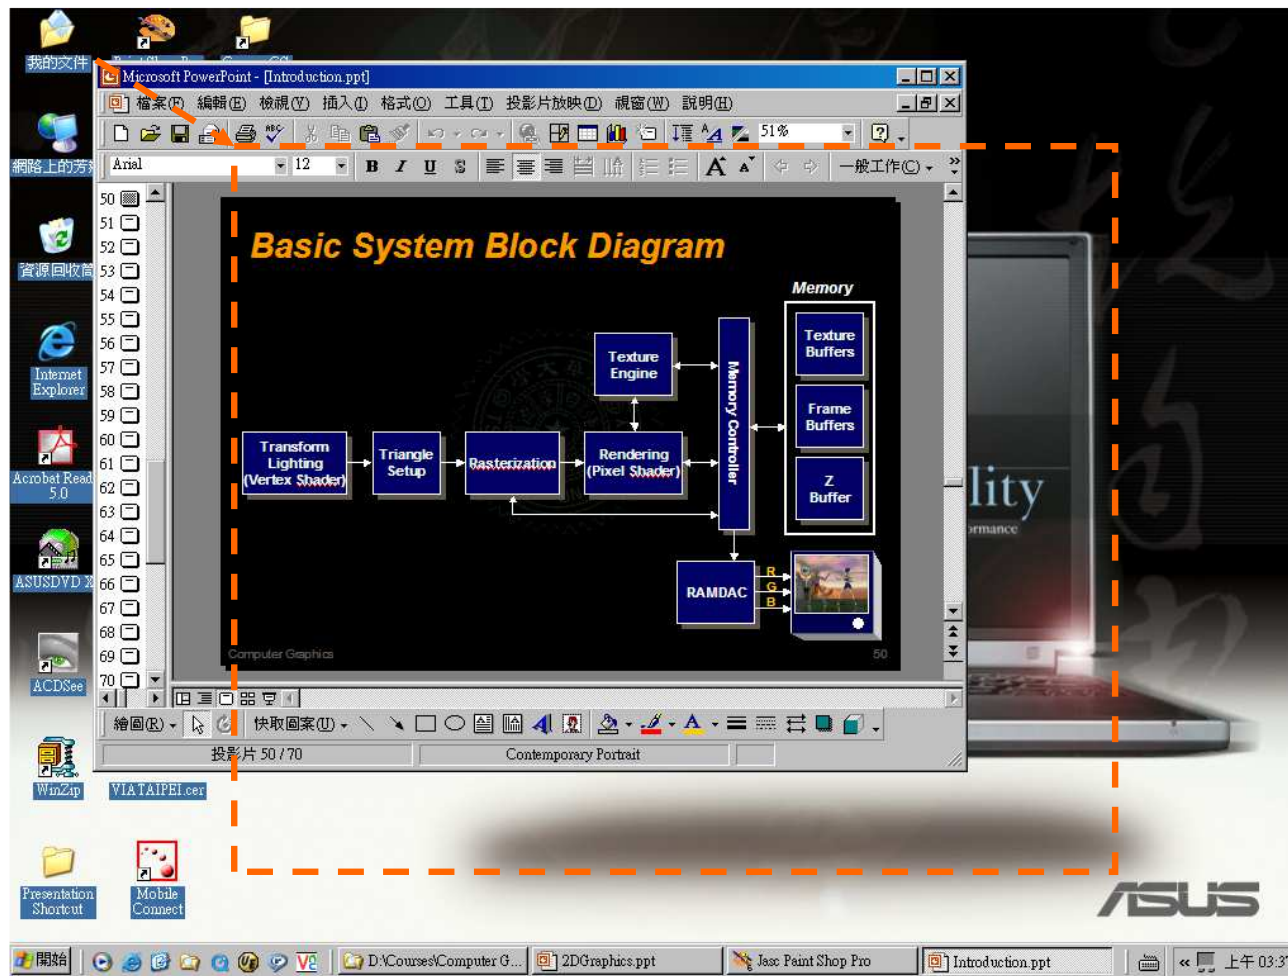 我的文件
Microsoft PowerPoint - [Introduction.ppt]
檔案(F) 編輯(E) 檢視(V) 插入(I) 格式(O) 工具(T) 投影片放映(D) 視窗(W) 說明(H)
51%
網路上的芳
Arial 12 B I U S A A 一般工作(C)
資源回收筒
Internet
Explorer
Acrobat Read
5.0
ASUSDVD X
ACDSee
WinZip
VIATAIPEI.cer
Presentation
Shortcut
Mobile
Connect
50
51
52
53
54
55
56
57
58
59
60
61
62
63
64
65
66
67
68
69
70
Basic System Block Diagram
Memory
Texture
Buffers
Texture
Engine
Memory Controller
Frame
Buffers
Transform
Lighting
(Vertex Shader)
Triangle
Setup
Rasterization
Rendering
(Pixel Shader)
Z
Buffer
RAMDAC
R
G
B
Computer Graphics
50
lity
ormance
繪圖(R) 快取圖案(U)
投影片 50 / 70 Contemporary Portrait
ASUS
開始 D:\Courses\Computer G... 2DGraphics.ppt Jasc Paint Shop Pro Introduction.ppt 上午 03:3